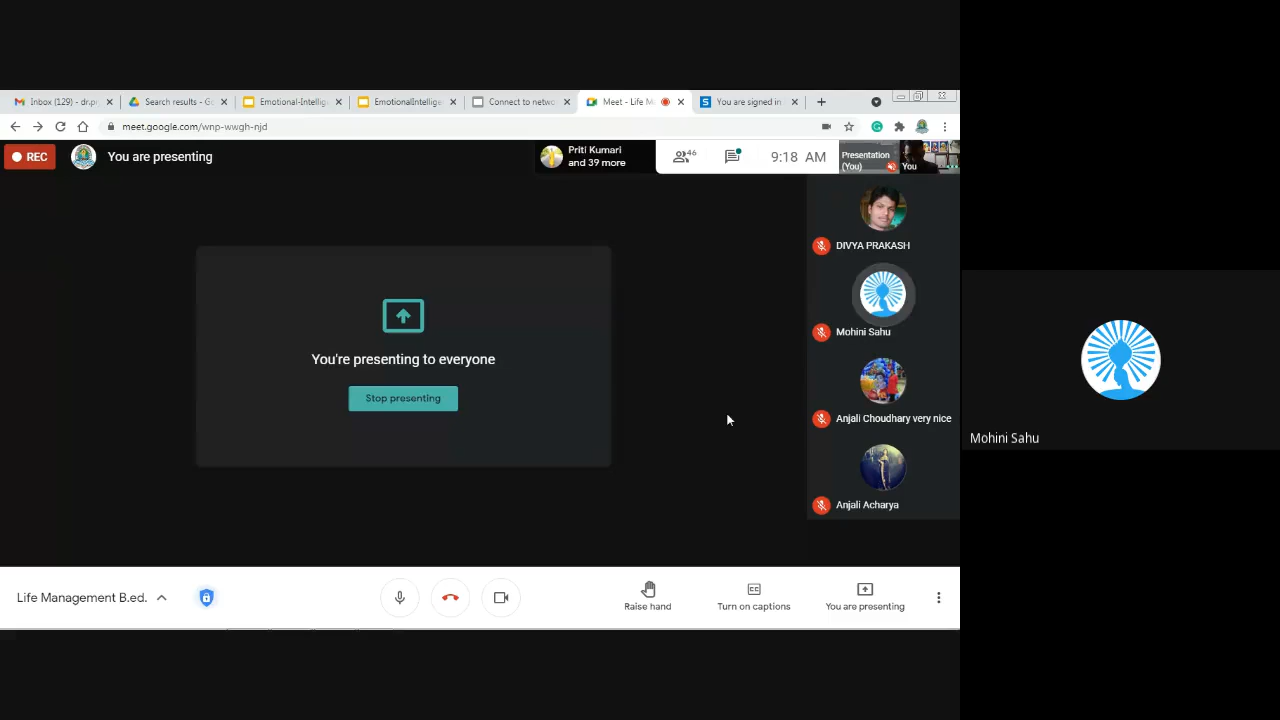 Inbox (129) - dr.p
Search results - Go
Emotional-Intellig
EmotionalIntellige
Connect to netwo
Meet - Life M
You are signed in
meet.google.com/wnp-wwgh-njd
REC
You are presenting
Priti Kumari
and 39 more
46
9:18 AM
Presentation
(You)
You
DIVYA PRAKASH
Mohini Sahu
You're presenting to everyone
Stop presenting
Anjali Choudhary very nice
Mohini Sahu
Anjali Acharya
Life Management B.ed.
Raise hand
Turn on captions
You are presenting